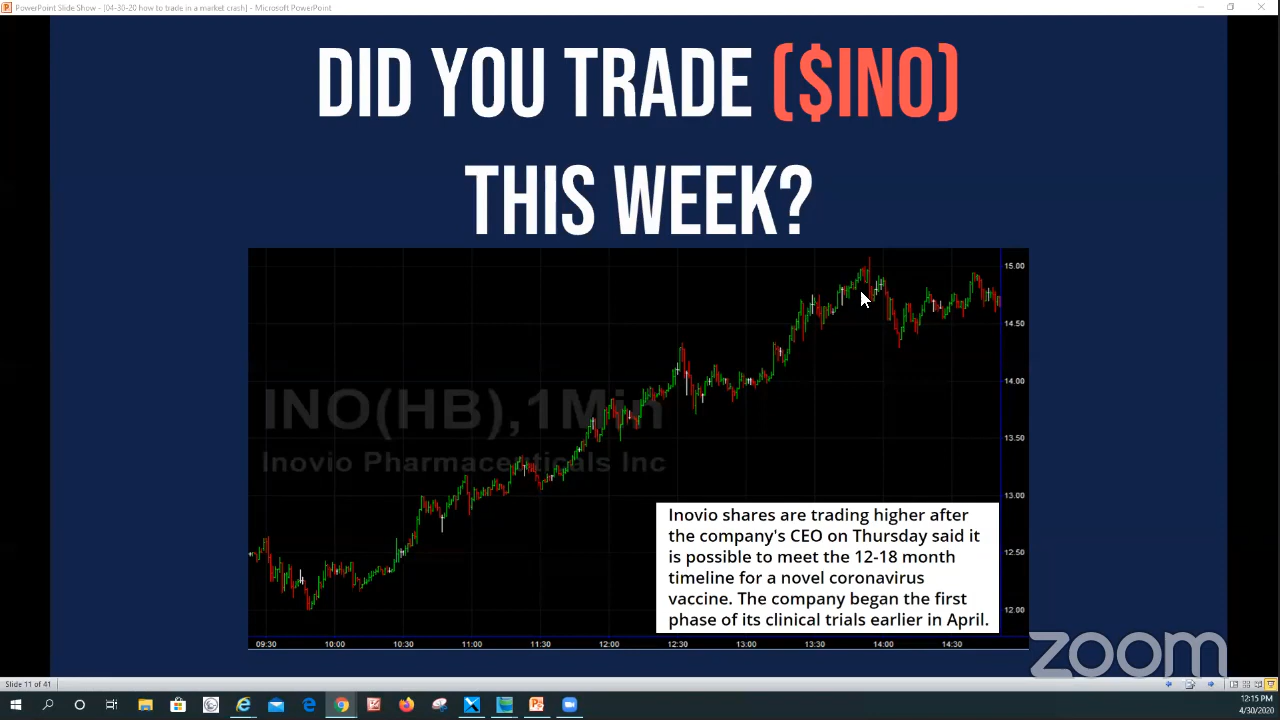 PowerPoint Slide Show - [04-30-20 how to trade in a market crash] - Microsoft PowerPoint
DID YOU TRADE ($INO)
THIS WEEK?
15.00
14.50
14.00
INO(HB),1Min
13.50
Inovio Pharmaceuticals Inc
13.00
Inovio shares are trading higher after
the company's CEO on Thursday said it
is possible to meet the 12-18 month
12.50
timeline for a novel coronavirus
vaccine. The company began the first
12.00
phase of its clinical trials earlier in April.
09:30 10:00 10:30 11:00 11:30 12:00 12:30 13:00 13:30 14:00 14:30
zoom
Slide 11 of 41
12:15 PM
4/30/2020